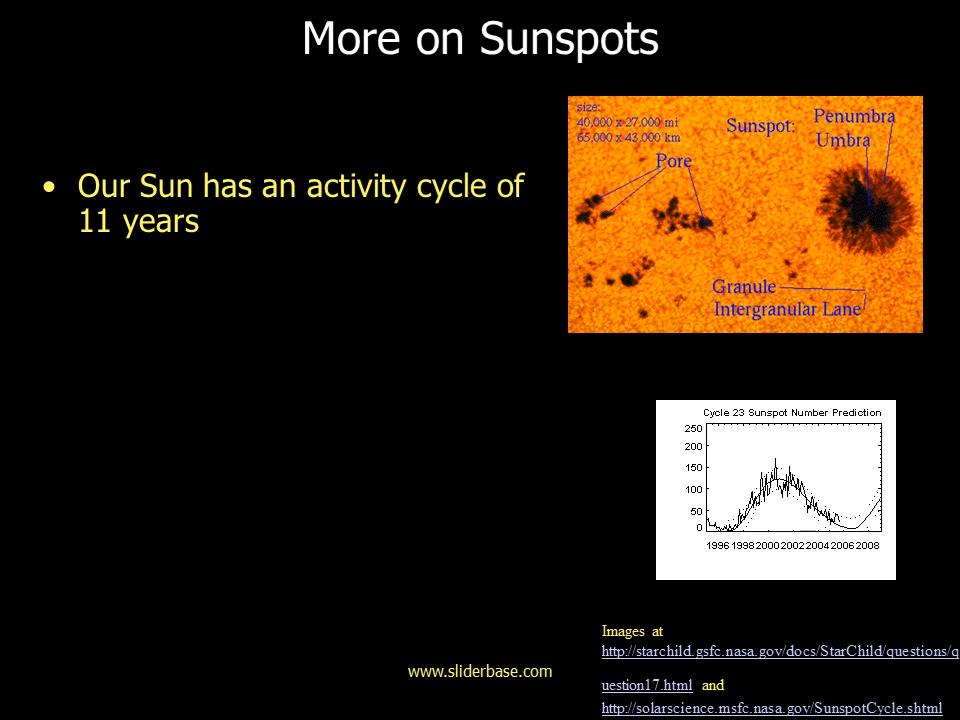 More on Sunspots
• Our Sun has an activity cycle of
11 years
size:
40,000 x 27,000 mi
65,000 x 43,000 km
Sunspot:
Penumbra
Umbra
Pore
Granule
Intergranular Lane
Cycle 23 Sunspot Number Prediction
250
200
150
100
50
0
1996 1998 2000 2002 2004 2006 2008
Images at
http://starchild.gsfc.nasa.gov/docs/StarChild/questions/q
uestion17.html and
http://solarscience.msfc.nasa.gov/SunspotCycle.shtml
www.sliderbase.com